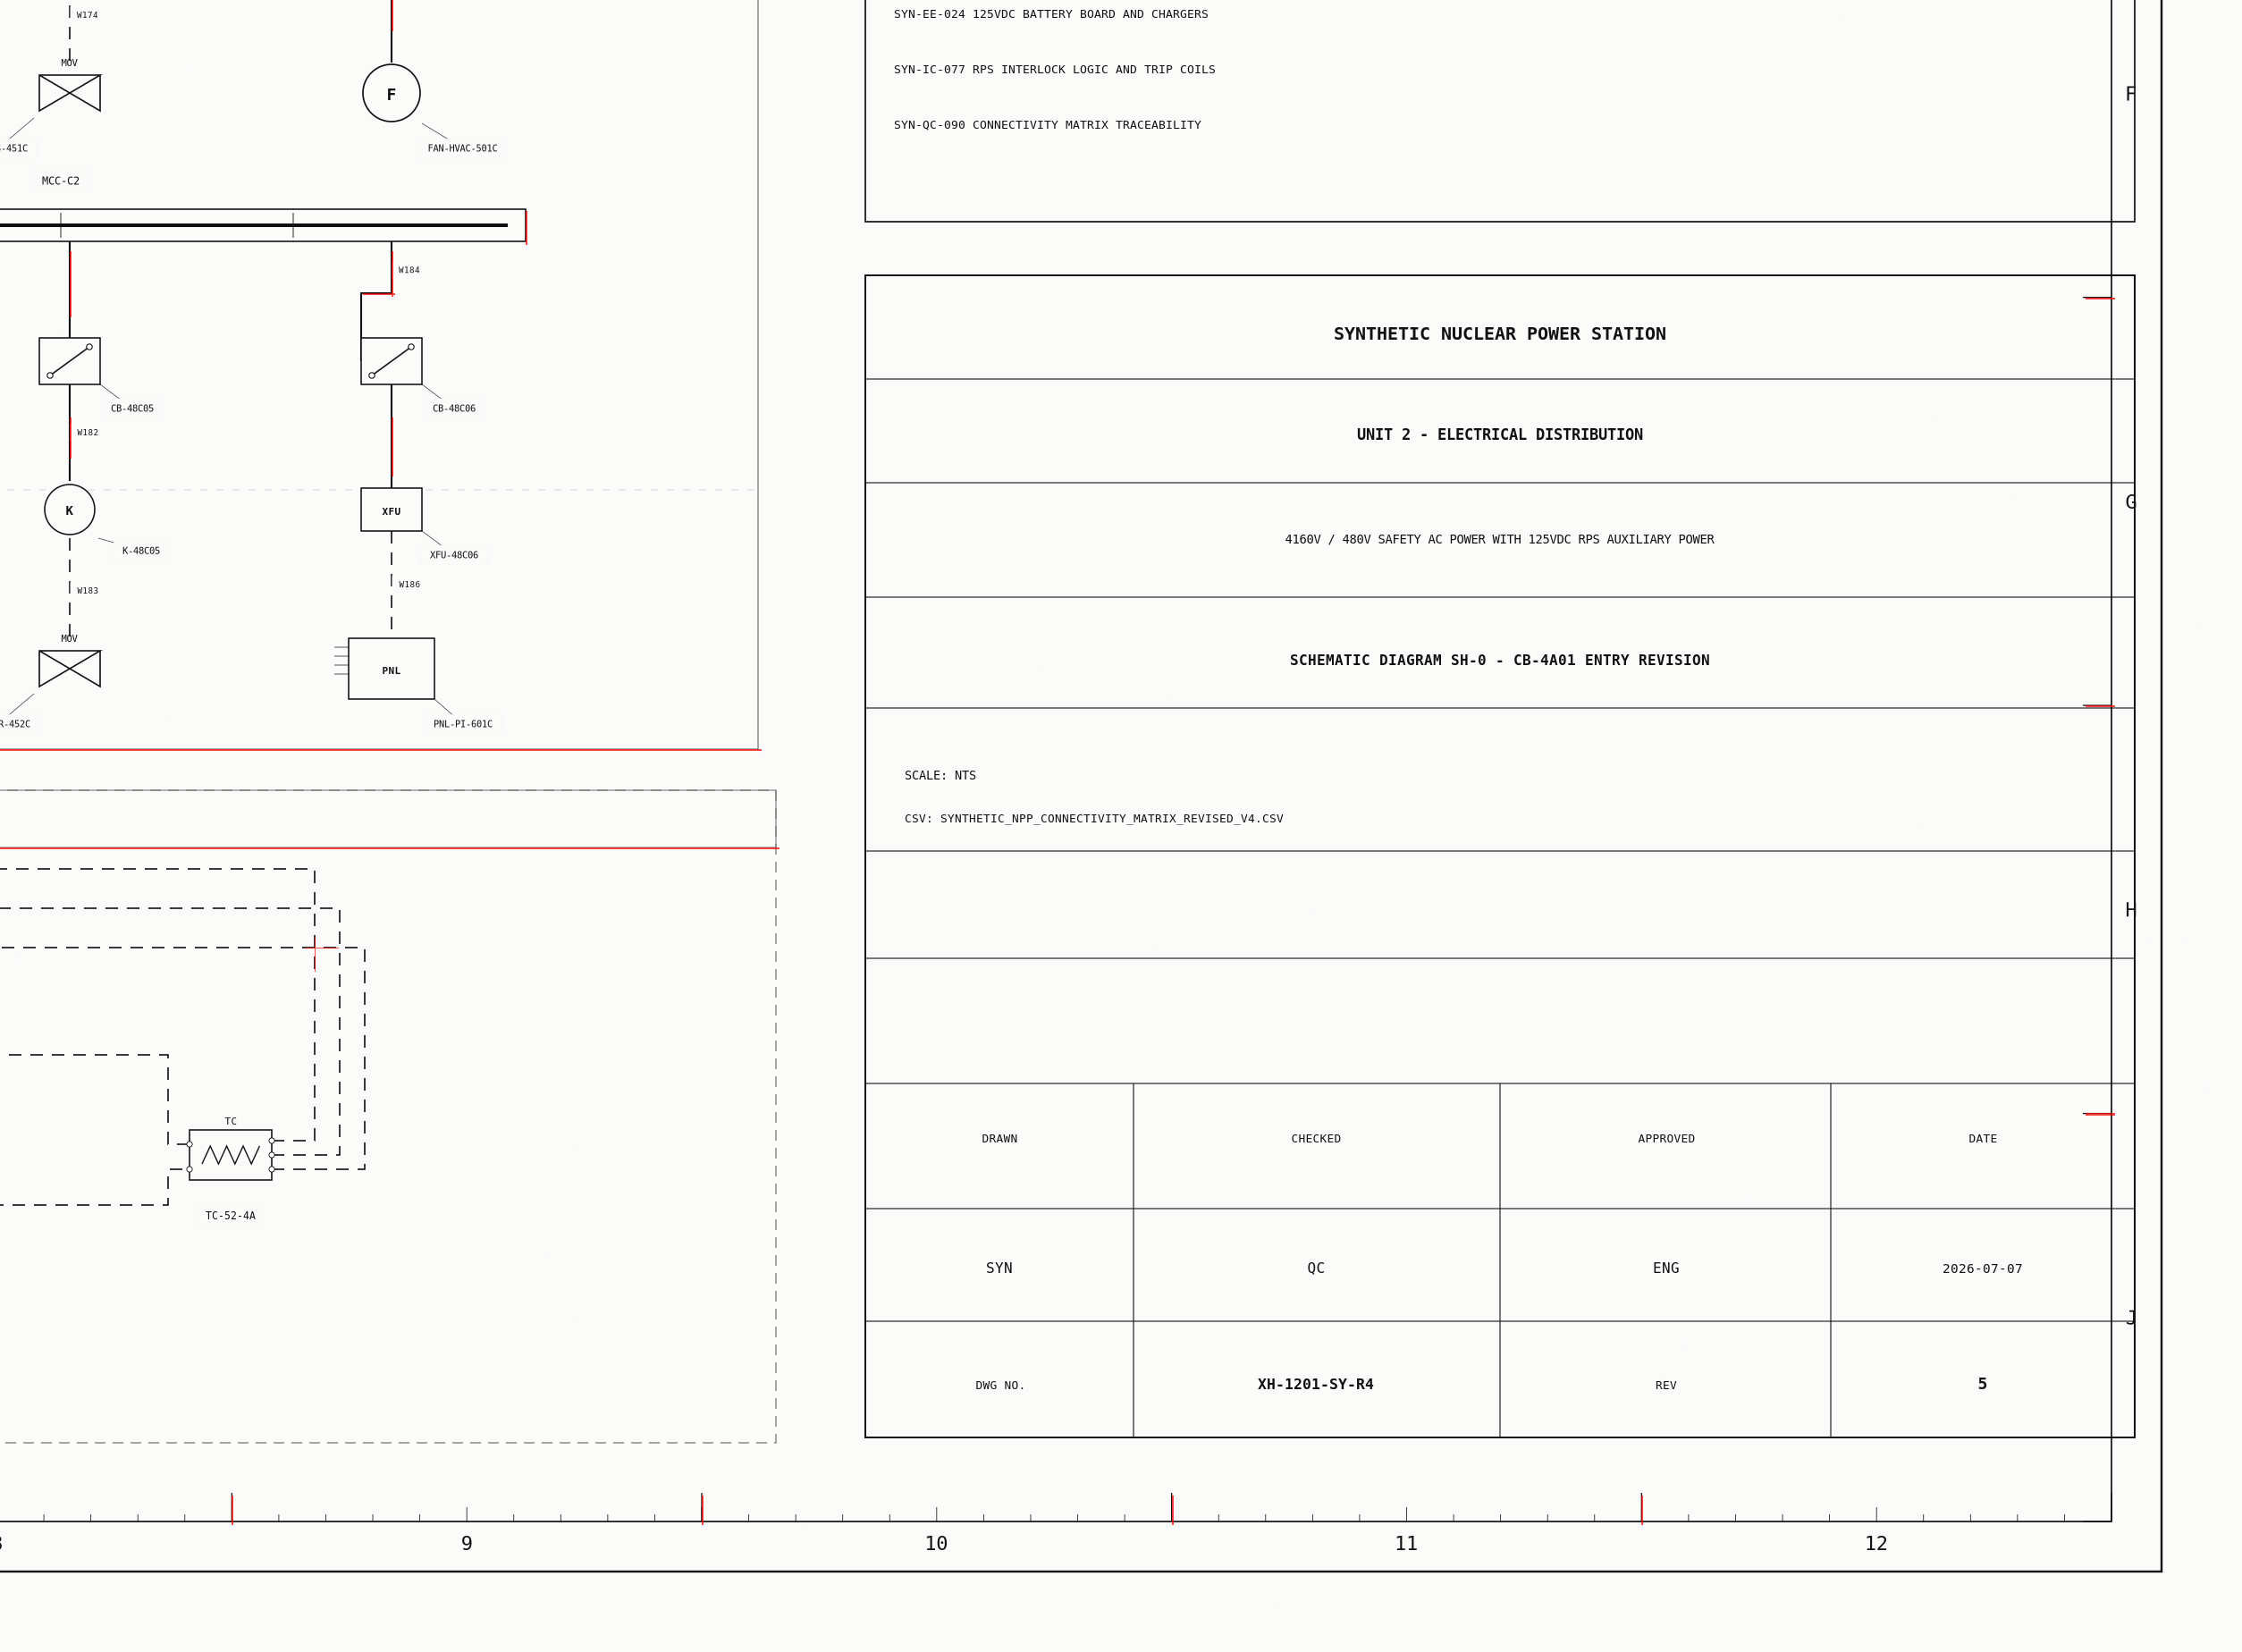 W174
MOV
-451C
F
FAN-HVAC-501C
MCC-C2
W184
CB-48C05
CB-48C06
W182
K
K-48C05
XFU
XFU-48C06
W183
W186
MOV
PNL
R-452C
PNL-PI-601C
TC
TC-52-4A
SYN-EE-024 125VDC BATTERY BOARD AND CHARGERS
SYN-IC-077 RPS INTERLOCK LOGIC AND TRIP COILS
SYN-QC-090 CONNECTIVITY MATRIX TRACEABILITY
SYNTHETIC NUCLEAR POWER STATION
UNIT 2 - ELECTRICAL DISTRIBUTION
4160V / 480V SAFETY AC POWER WITH 125VDC RPS AUXILIARY POWER
SCHEMATIC DIAGRAM SH-0 - CB-4A01 ENTRY REVISION
SCALE: NTS
CSV: SYNTHETIC_NPP_CONNECTIVITY_MATRIX_REVISED_V4.CSV
DRAWN CHECKED APPROVED DATE
SYN QC ENG 2026-07-07
DWG NO. XH-1201-SY-R4 REV 5
F
G
H
J
9 10 11 12